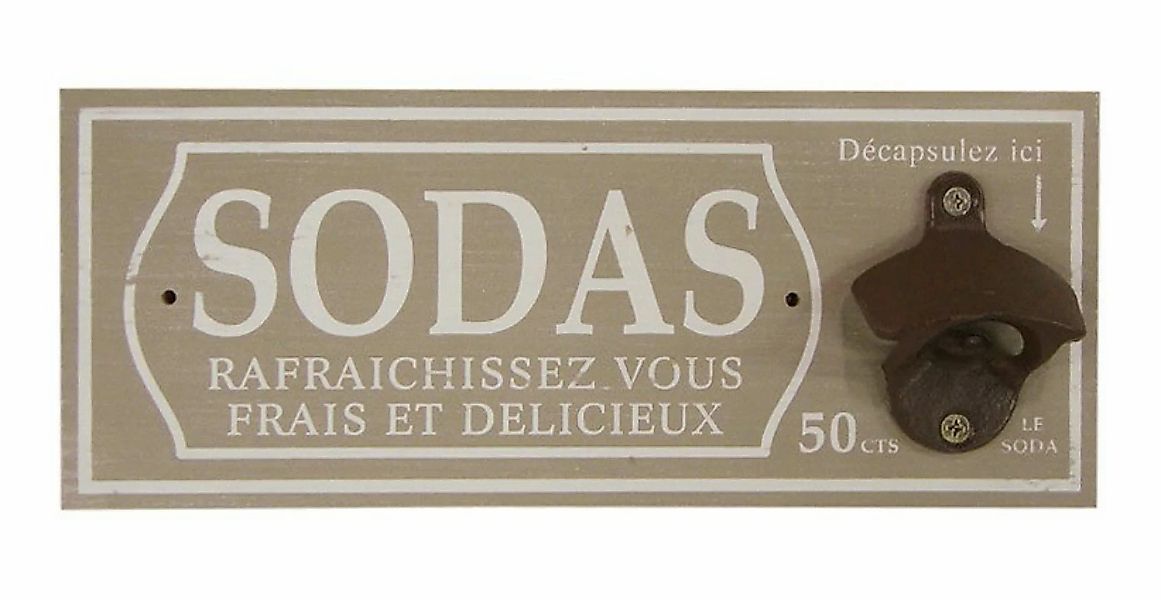 SODAS
RAFRAICHISSEZ VOUS
FRAIS ET DELICIEUX
Décapsulez ici
50 CTS
LE
SODA